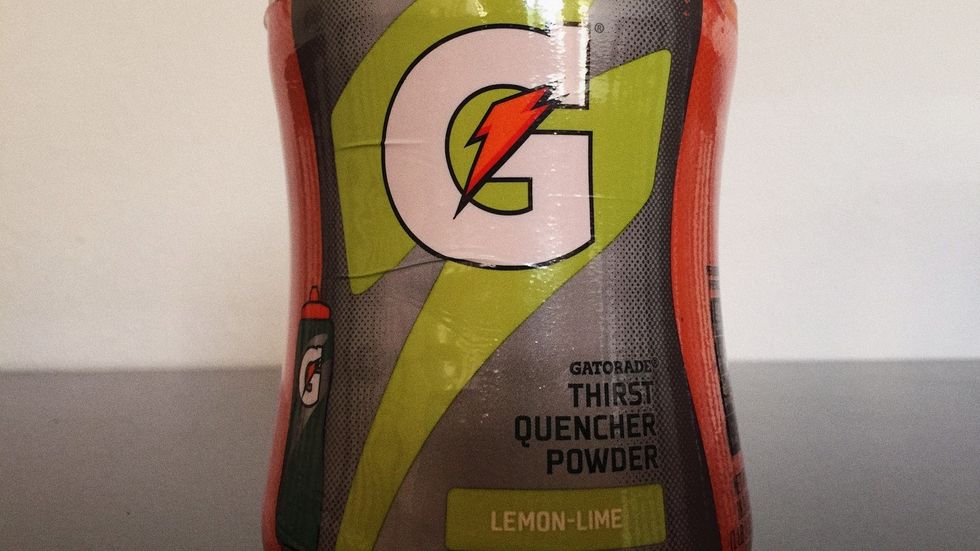 G®
GATORADE®
THIRST
QUENCHER
POWDER
LEMON-LIME
G